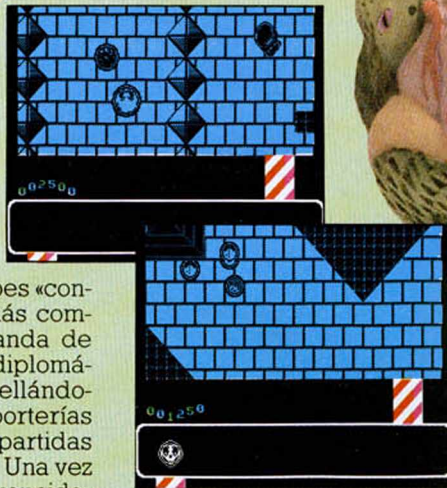 002500
pes «con-
ás com-
anda de
diplomá-
ellándo-
001250
porterías
partidas
Una vez